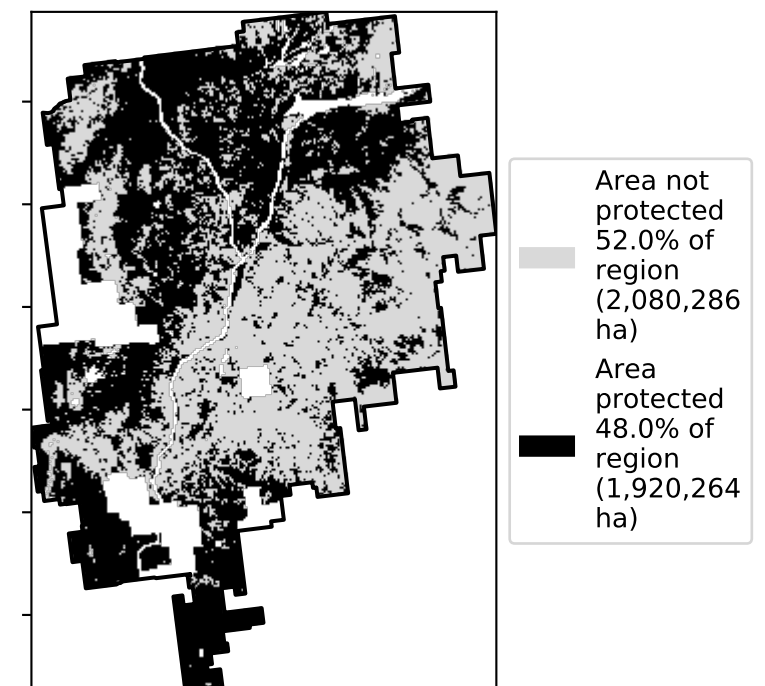 Area not
protected
52.0% of
region
(2,080,286
ha)
Area
protected
48.0% of
region
(1,920,264
ha)